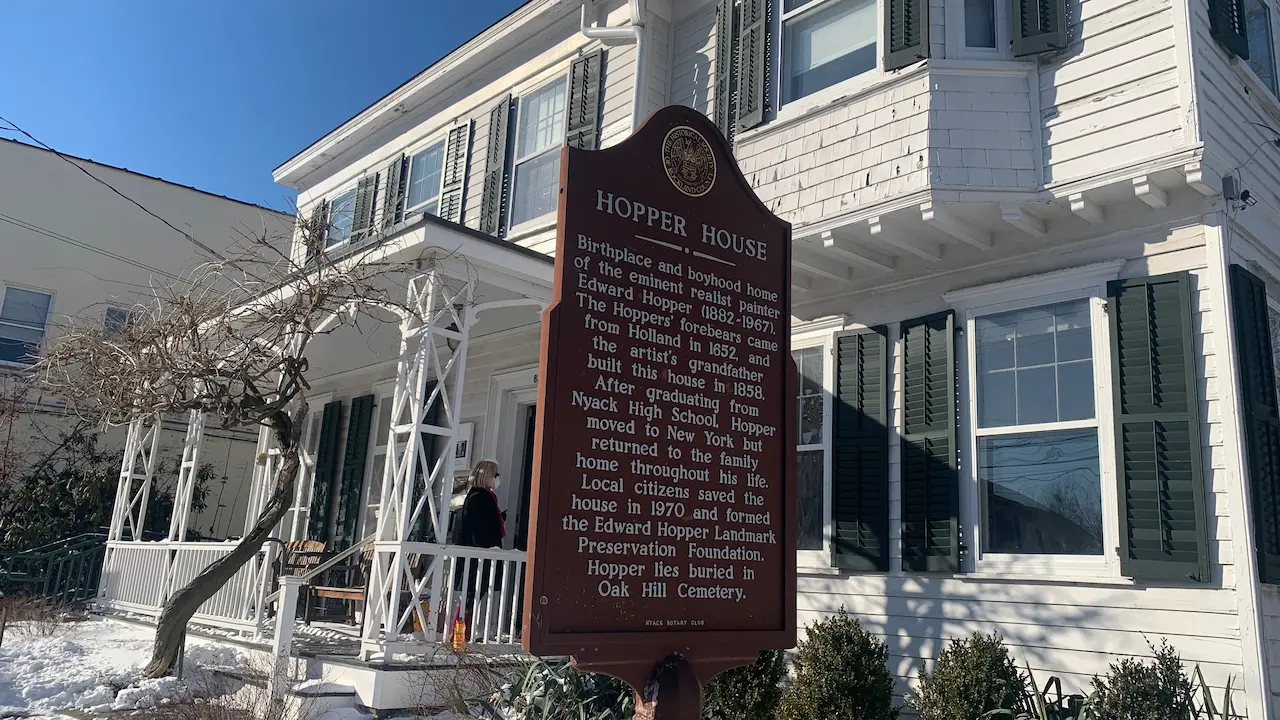 HOPPER HOUSE
Birthplace and boyhood home
of the eminent realist painter
Edward Hopper (1882-1967).
The Hoppers' forebears came
from Holland in 1652, and
the artist's grandfather
built this house in 1858.
After graduating from
Nyack High School, Hopper
moved to New York but
returned to the family
home throughout his life.
Local citizens saved the
house in 1970 and formed
the Edward Hopper Landmark
Preservation Foundation.
Hopper lies buried in
Oak Hill Cemetery.
NYACK ROTARY CLUB